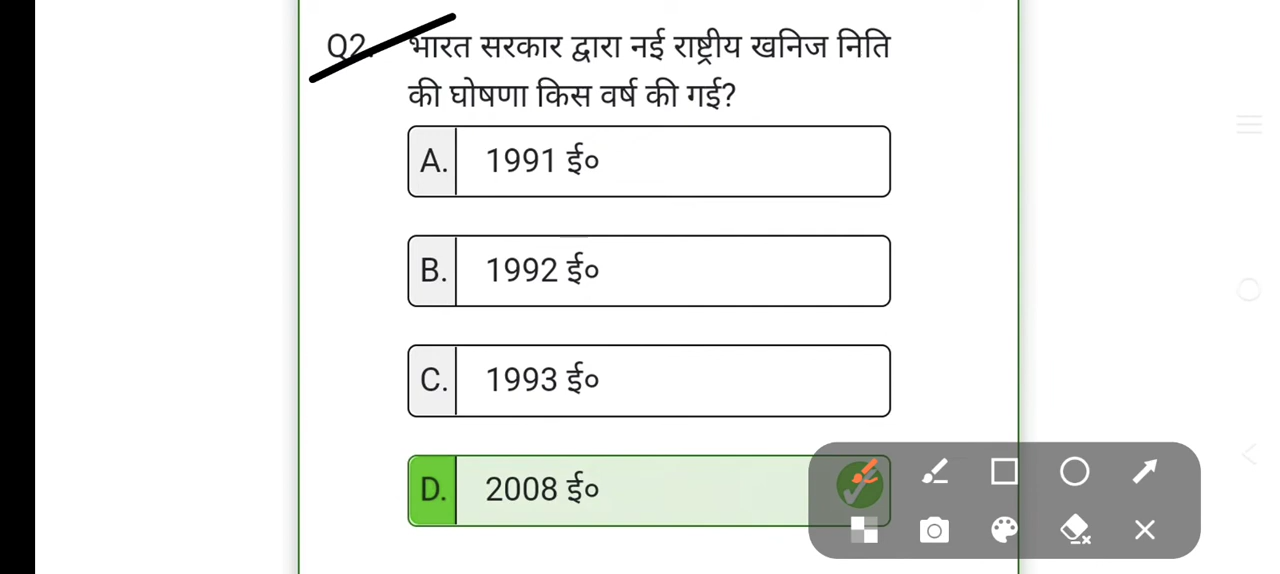 Q2. भारत सरकार द्वारा नई राष्ट्रीय खनिज निति
की घोषणा किस वर्ष की गई?
A. 1991 ई०
B. 1992 ई०
C. 1993 ई०
D. 2008 ई०